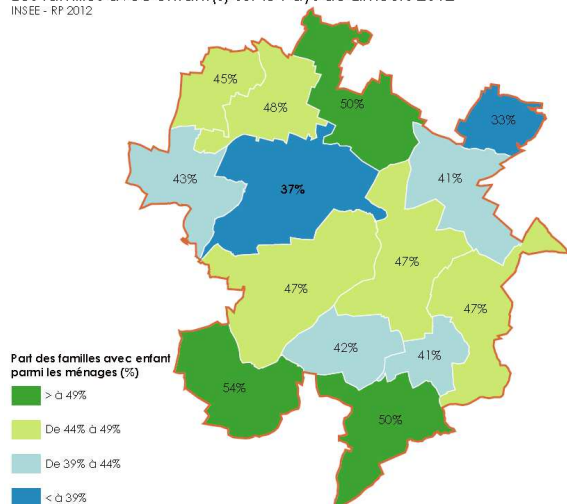 INSEE - RP 2012
45%
48%
50%
33%
43%
37%
41%
47%
47%
47%
42%
41%
54%
50%
Part des familles avec enfant
parmi les ménages (%)
> à 49%
De 44% à 49%
De 39% à 44%
< à 39%